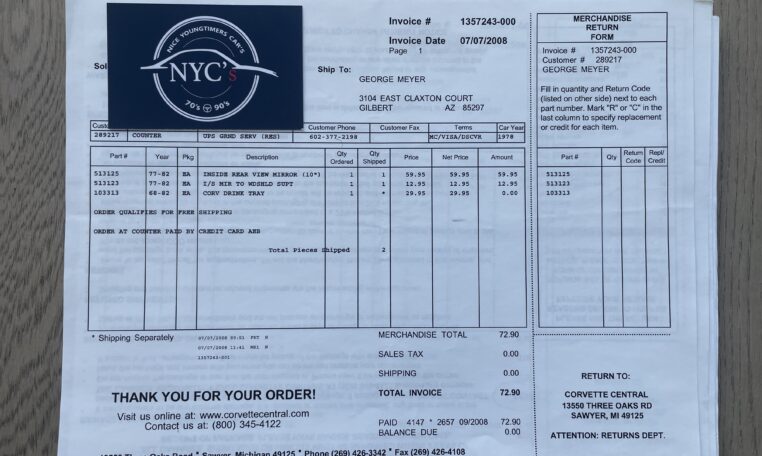 NICE YOUNGTIMERS CAR'S
NYC's
70's 90's
Invoice # 1357243-000
Invoice Date 07/07/2008
Page 1
Ship To:
GEORGE MEYER
3104 EAST CLAXTON COURT
GILBERT AZ 85297
Customer Phone Customer Fax Terms Car Year
289217 COUNTER UPS GRND SERV (RES) 602-377-2198 MC/VISA/DSCVR 1978
Part # Year Pkg Description Qty Ordered Qty Shipped Price Net Price Amount
513125 77-82 EA INSIDE REAR VIEW MIRROR (10") 1 1 59.95 59.95 59.95
513123 77-82 EA I/S MIR TO WDSHLD SUPT 1 1 12.95 12.95 12.95
103313 68-82 EA CORV DRINK TRAY 1 * 29.95 29.95 0.00
ORDER QUALIFIES FOR FREE SHIPPING
ORDER AT COUNTER PAID BY CREDIT CARD AEB
Total Pieces Shipped 2
* Shipping Separately
1357243-001
MERCHANDISE TOTAL 72.90
SALES TAX 0.00
SHIPPING 0.00
TOTAL INVOICE 72.90
PAID 4147 * 2657 09/2008 72.90
BALANCE DUE 0.00
THANK YOU FOR YOUR ORDER!
Visit us online at: www.corvettecentral.com
Contact us at: (800) 345-4122
Three Oaks Road * Sawyer, Michigan 49125 * Phone (269) 426-3342 * Fax (269) 426-4108
MERCHANDISE
RETURN
FORM
Invoice # 1357243-000
Customer # 289217
GEORGE MEYER
Fill in quantity and Return Code
(listed on other side) next to each
part number. Mark "R" or "C" in the
last column to specify replacement
or credit for each item.
Part # Qty Return Code Repl/ Credit
513125
513123
103313
RETURN TO:
CORVETTE CENTRAL
13550 THREE OAKS RD
SAWYER, MI 49125
ATTENTION: RETURNS DEPT.